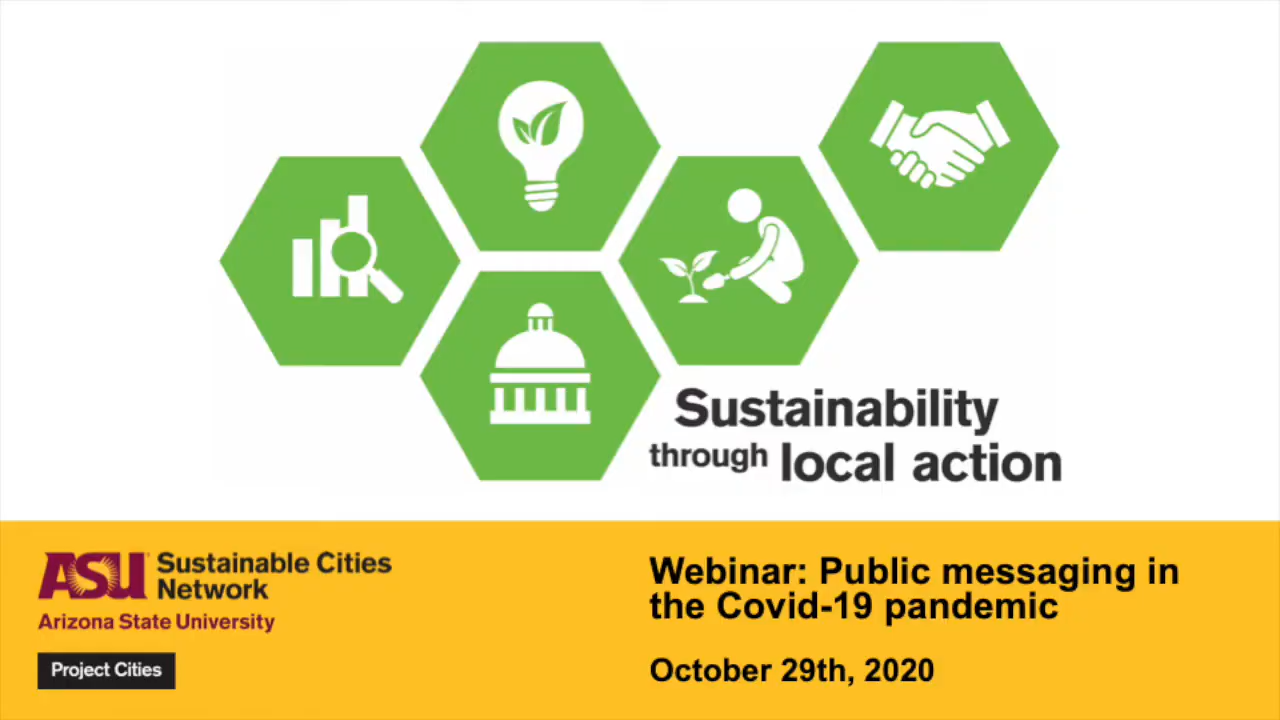 Sustainability
through local action
ASU Sustainable Cities
Network
Arizona State University
Project Cities
Webinar: Public messaging in
the Covid-19 pandemic
October 29th, 2020